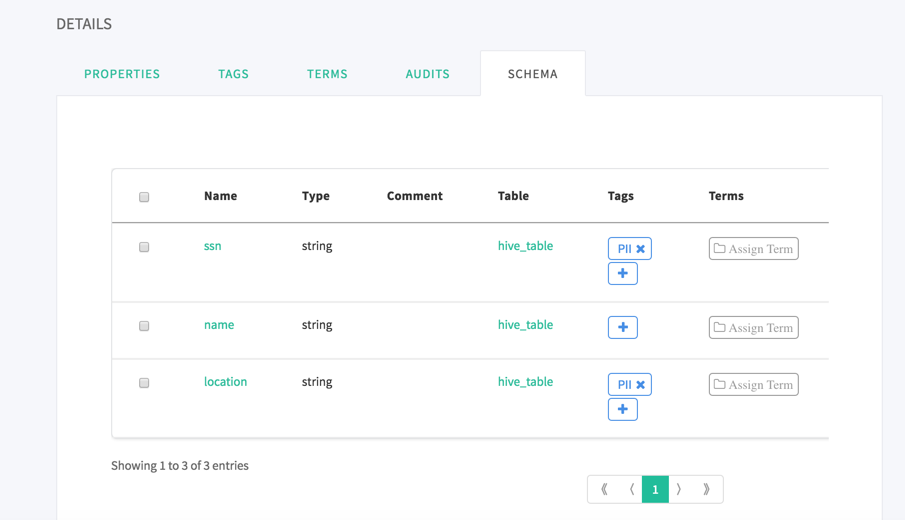 DETAILS
PROPERTIES TAGS TERMS AUDITS SCHEMA
Name Type Comment Table Tags Terms
ssn string hive_table PII Assign Term
name string hive_table Assign Term
location string hive_table PII Assign Term
Showing 1 to 3 of 3 entries
《 〈 1 〉 》